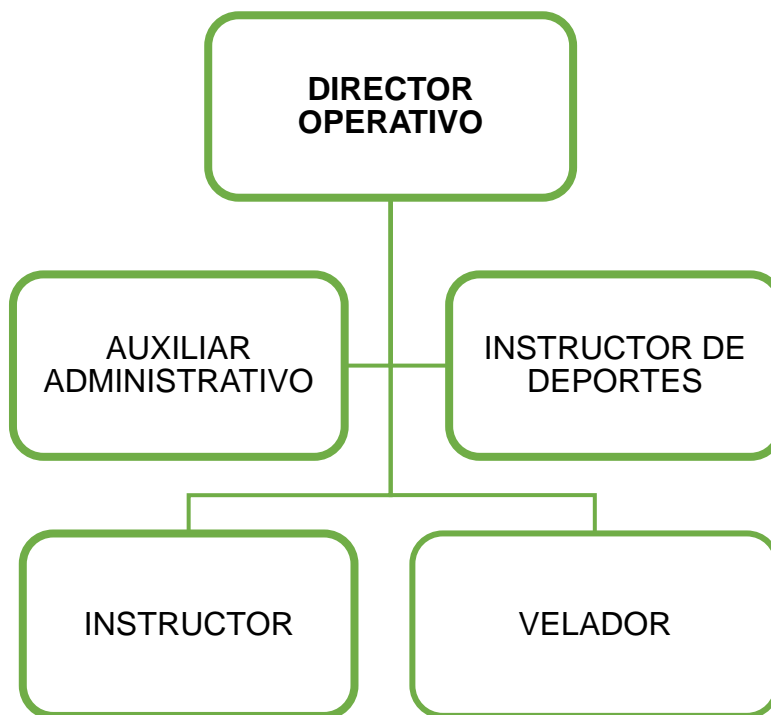 DIRECTOR
OPERATIVO
AUXILIAR
ADMINISTRATIVO
INSTRUCTOR DE
DEPORTES
INSTRUCTOR
VELADOR